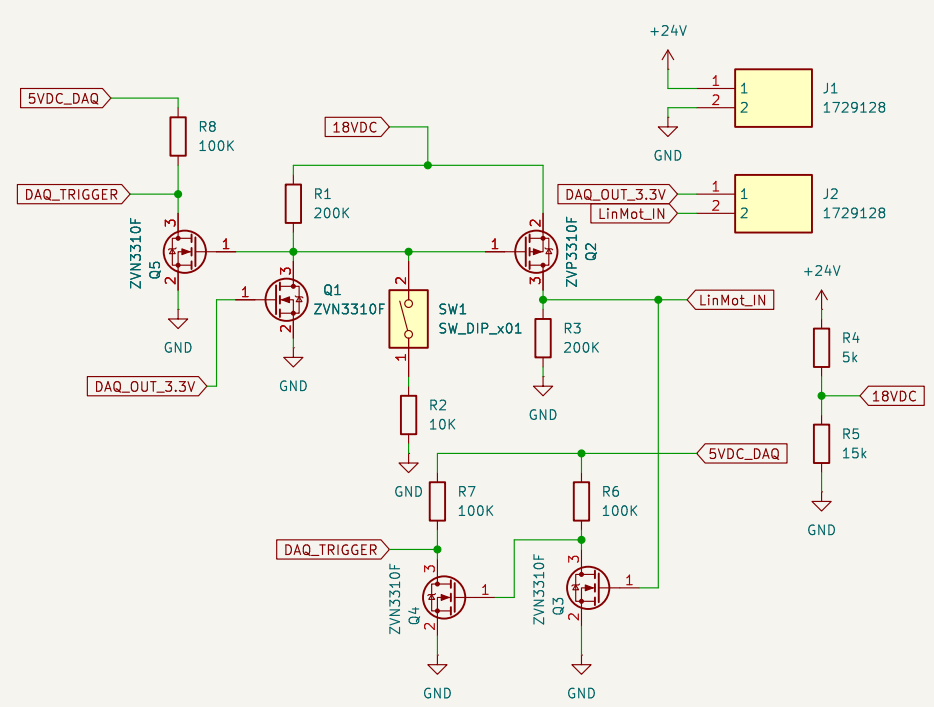 +24V
1
1
J1
2
2
1729128
GND
5VDC_DAQ
R8
100K
18VDC
DAQ_TRIGGER
R1
200K
DAQ_OUT_3.3V
1
1
J2
LinMot_IN
2
2
1729128
3
1
2
ZVN3310F
Q5
GND
3
1
2
Q1
ZVN3310F
GND
DAQ_OUT_3.3V
2
1
SW1
SW_DIP_x01
R2
10K
GND
2
1
3
ZVP3310F
Q2
LinMot_IN
R3
200K
GND
+24V
R4
5k
18VDC
R5
15k
GND
5VDC_DAQ
R7
100K
R6
100K
DAQ_TRIGGER
3
1
2
ZVN3310F
Q4
GND
3
1
2
ZVN3310F
Q3
GND